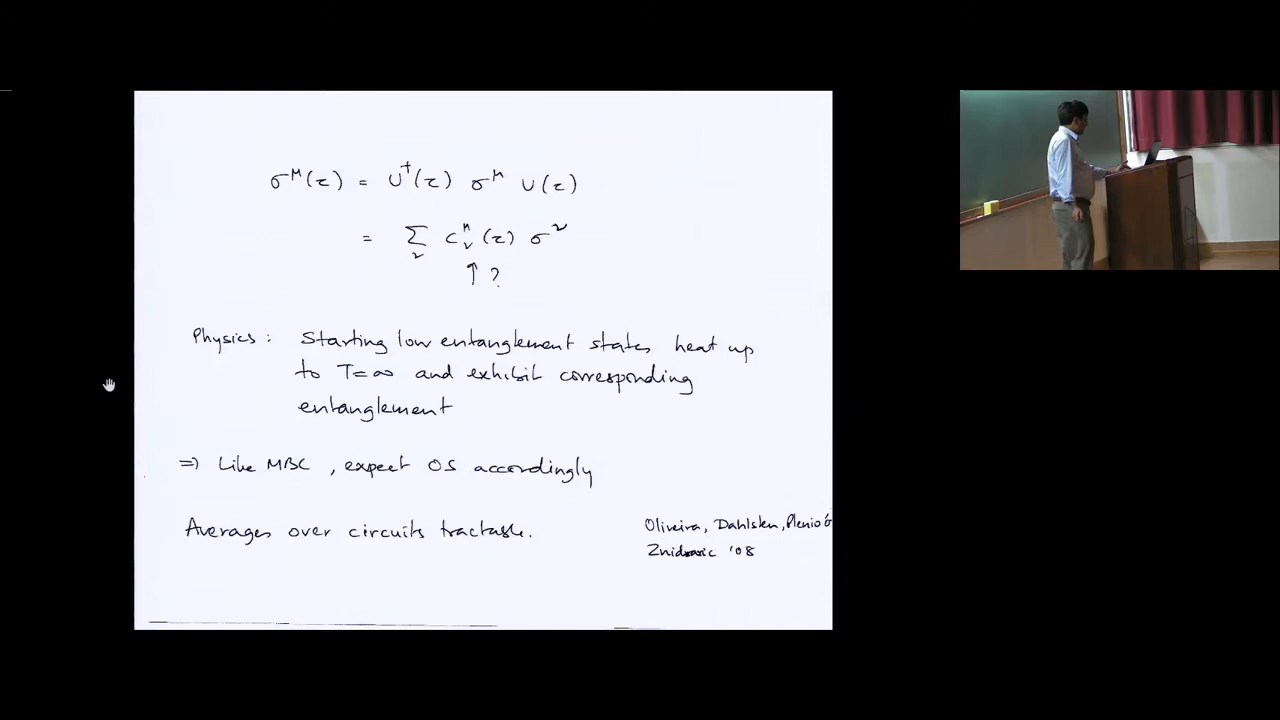 σ^μ(τ) = U^†(τ) σ^μ U(τ)
= Σ_ν c^μ_ν (τ) σ^ν
↑ ?
Physics : Starting low entanglement states heat up
to T=∞ and exhibit corresponding
entanglement
⇒ Like MBC , expect OS accordingly
Averages over circuits tractable.
Oliveira, Dahlsten, Plenio '0
Znidaric '08